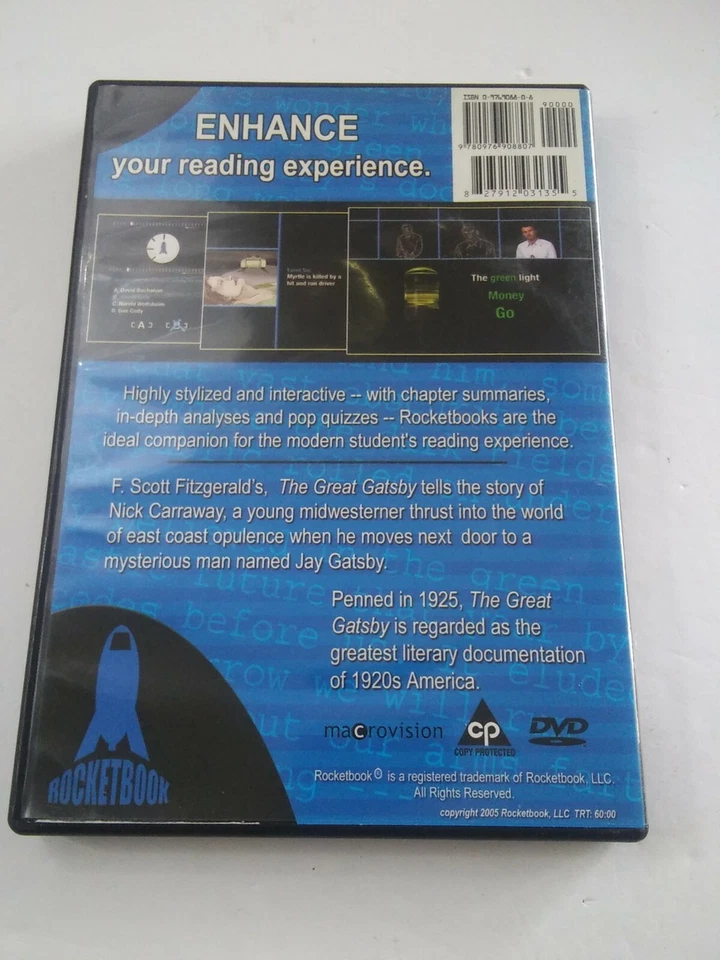 ENHANCE
your reading experience.
90000
9 780976 908807
8 27912 03135 5
Myrtle is killed by a
hit and run driver
The green light
Money
Go
Highly stylized and interactive -- with chapter summaries,
in-depth analyses and pop quizzes -- Rocketbooks are the
ideal companion for the modern student's reading experience.
F. Scott Fitzgerald's, The Great Gatsby tells the story of
Nick Carraway, a young midwesterner thrust into the world
of east coast opulence when he moves next door to a
mysterious man named Jay Gatsby.
Penned in 1925, The Great
Gatsby is regarded as the
greatest literary documentation
of 1920s America.
macrovision
cp
COPY PROTECTED
DVD
ROCKETBOOK
Rocketbook® is a registered trademark of Rocketbook, LLC.
All Rights Reserved.
copyright 2005 Rocketbook, LLC TRT: 60:00